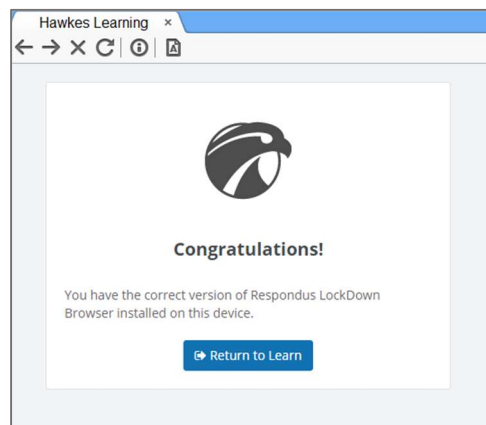 Hawkes Learning ×
A
Congratulations!
You have the correct version of Respondus LockDown
Browser installed on this device.
Return to Learn